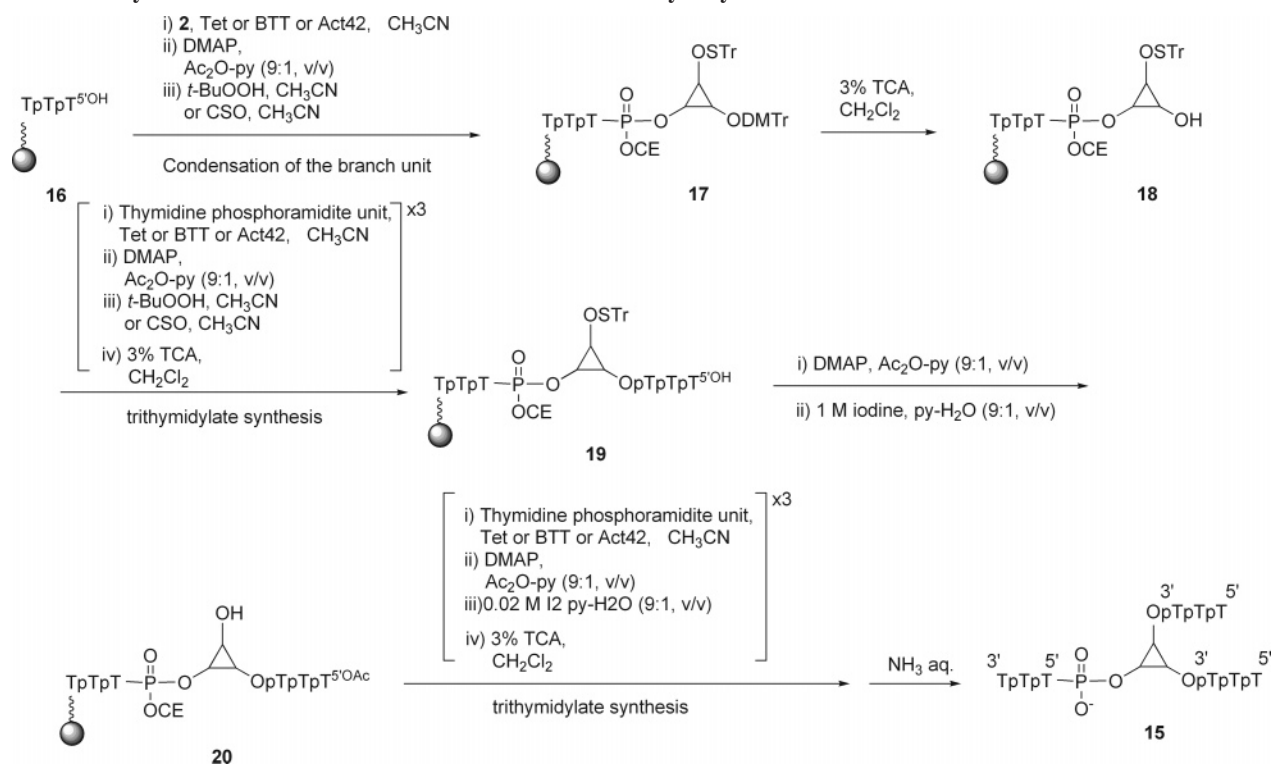 i) 2, Tet or BTT or Act42, CH₃CN
ii) DMAP,
Ac₂O-py (9:1, v/v)
iii) t-BuOOH, CH₃CN
or CSO, CH₃CN
TpTpT⁵'ᴼᴴ
Condensation of the branch unit
16
OSTr
O
TpTpT-P-O
ODMTr
OCE
17
3% TCA,
CH₂Cl₂
OSTr
O
TpTpT-P-O
OH
OCE
18
i) Thymidine phosphoramidite unit,
Tet or BTT or Act42, CH₃CN
ii) DMAP,
Ac₂O-py (9:1, v/v)
iii) t-BuOOH, CH₃CN
or CSO, CH₃CN
iv) 3% TCA,
CH₂Cl₂
x3
trithymidylate synthesis
OSTr
O
TpTpT-P-O
OpTpTpT⁵'ᴼᴴ
OCE
19
i) DMAP, Ac₂O-py (9:1, v/v)
ii) 1 M iodine, py-H₂O (9:1, v/v)
OH
O
TpTpT-P-O
OpTpTpT⁵'ᴼᴬᶜ
OCE
20
i) Thymidine phosphoramidite unit,
Tet or BTT or Act42, CH₃CN
ii) DMAP,
Ac₂O-py (9:1, v/v)
iii)0.02 M I2 py-H2O (9:1, v/v)
iv) 3% TCA,
CH₂Cl₂
x3
trithymidylate synthesis
NH₃ aq.
3' 5'
OpTpTpT
3' 5' O 3' 5'
TpTpT-P-O OpTpTpT
O⁻
15